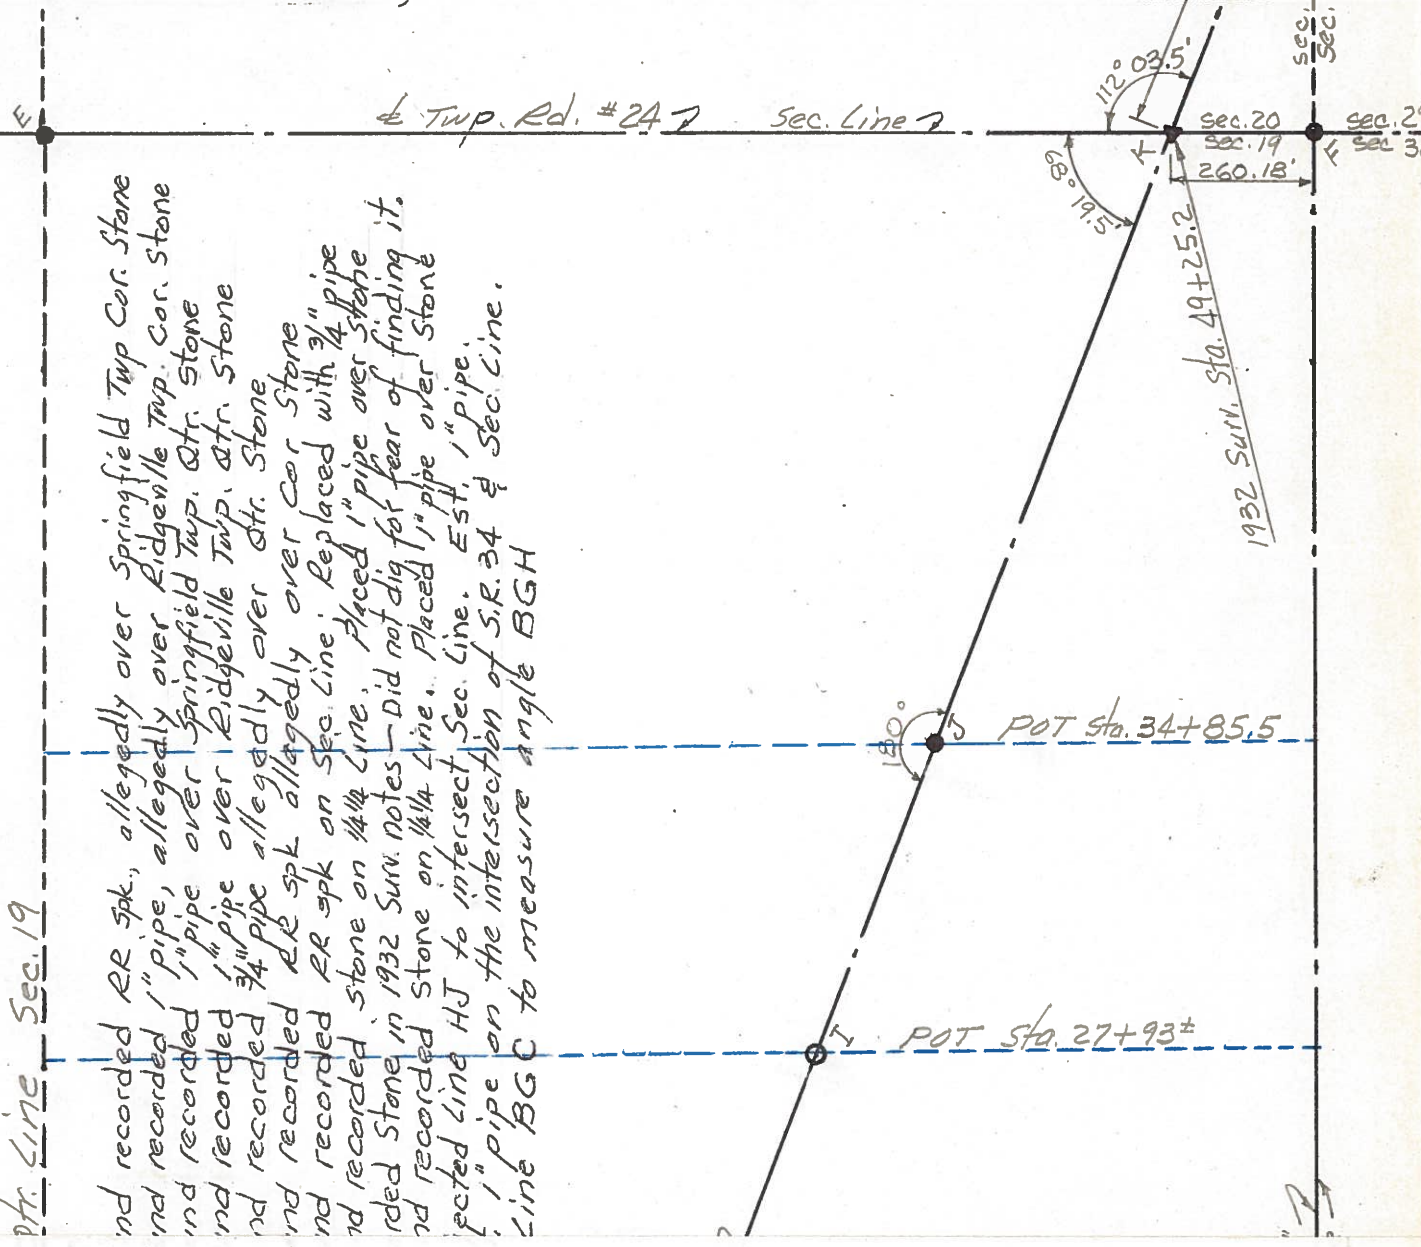 E
⅊ Twp. Rd. #24
Sec. Line
112° 03.5'
sec.
sec.
sec.20
sec.19
sec.2
sec 3
K
F
260.18'
68° 19.5'
1932 Surv. Sta. 49+25.2
180°
J
POT Sta. 34+85.5
I
POT Sta. 27+93±
Qtr. Line Sec. 19
nd recorded RR Spk., allegedly over Springfield Twp Cor. Stone
nd recorded 1" pipe, allegedly over Ridgeville Twp. Cor. Stone
nd recorded 1" pipe over Springfield Twp. Qtr. Stone
nd recorded 1" pipe over Ridgeville Twp. Qtr. Stone
nd recorded 3/4" pipe allegedly over Qtr. Stone
nd recorded RR spk allegedly over Cor Stone
nd recorded RR spk on Sec. Line. Replaced with 3/4" pipe
nd recorded Stone on 1/4 1/4 Line. Placed 1" pipe over Stone
rded Stone in 1932 Surv. notes — Did not dig for fear of finding it.
nd recorded Stone on 1/4 1/4 Line. Placed 1" pipe over Stone
ected Line HJ to intersect Sec. Line. Est. 1" pipe.
1" pipe on the intersection of S.R. 34 & Sec. Line.
Line BGC to measure angle BGH